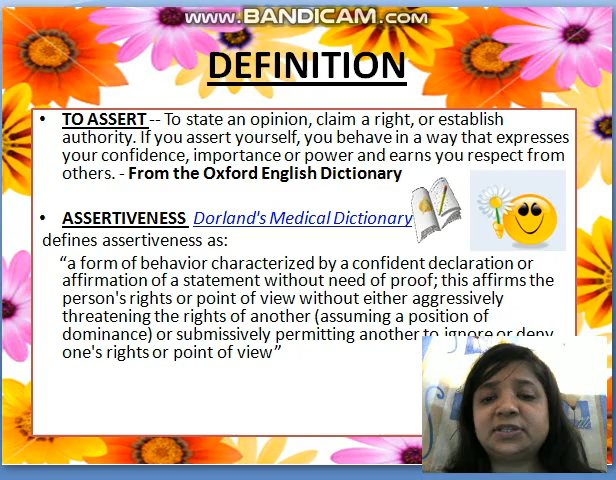 WWW.BANDICAM.COM
DEFINITION
• TO ASSERT -- To state an opinion, claim a right, or establish
authority. If you assert yourself, you behave in a way that expresses
your confidence, importance or power and earns you respect from
others. - From the Oxford English Dictionary
• ASSERTIVENESS Dorland's Medical Dictionary
defines assertiveness as:
“a form of behavior characterized by a confident declaration or
affirmation of a statement without need of proof; this affirms the
person's rights or point of view without either aggressively
threatening the rights of another (assuming a position of
dominance) or submissively permitting another to ignore or deny
one's rights or point of view”